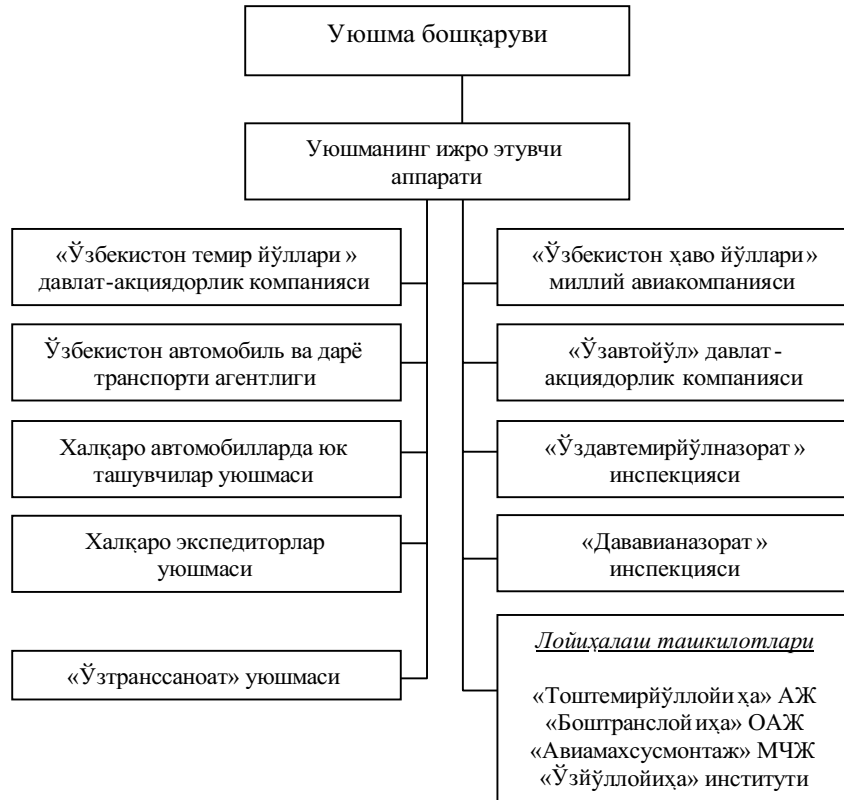 Уюшма бошқаруви
Уюшманинг ижро этувчи
аппарати
«Ўзбекистон темир йўллари»
давлат-акциядорлик компанияси
Ўзбекистон автомобиль ва дарё
транспорти агентлиги
Халқаро автомобилларда юк
ташувчилар уюшмаси
Халқаро экспедиторлар
уюшмаси
«Ўзтранссаноат» уюшмаси
«Ўзбекистон ҳаво йўллари»
миллий авиакомпанияси
«Ўзавтойўл» давлат-
акциядорлик компанияси
«Ўздавтемирйўлназорат»
инспекцияси
«Дававианазорат»
инспекцияси
Лойиҳалаш ташкилотлари
«Тоштемирйўллойиҳа» АЖ
«Боштранслойиҳа» ОАЖ
«Авиамахсусмонтаж» МЧЖ
«Ўзйўллойиҳа» институти